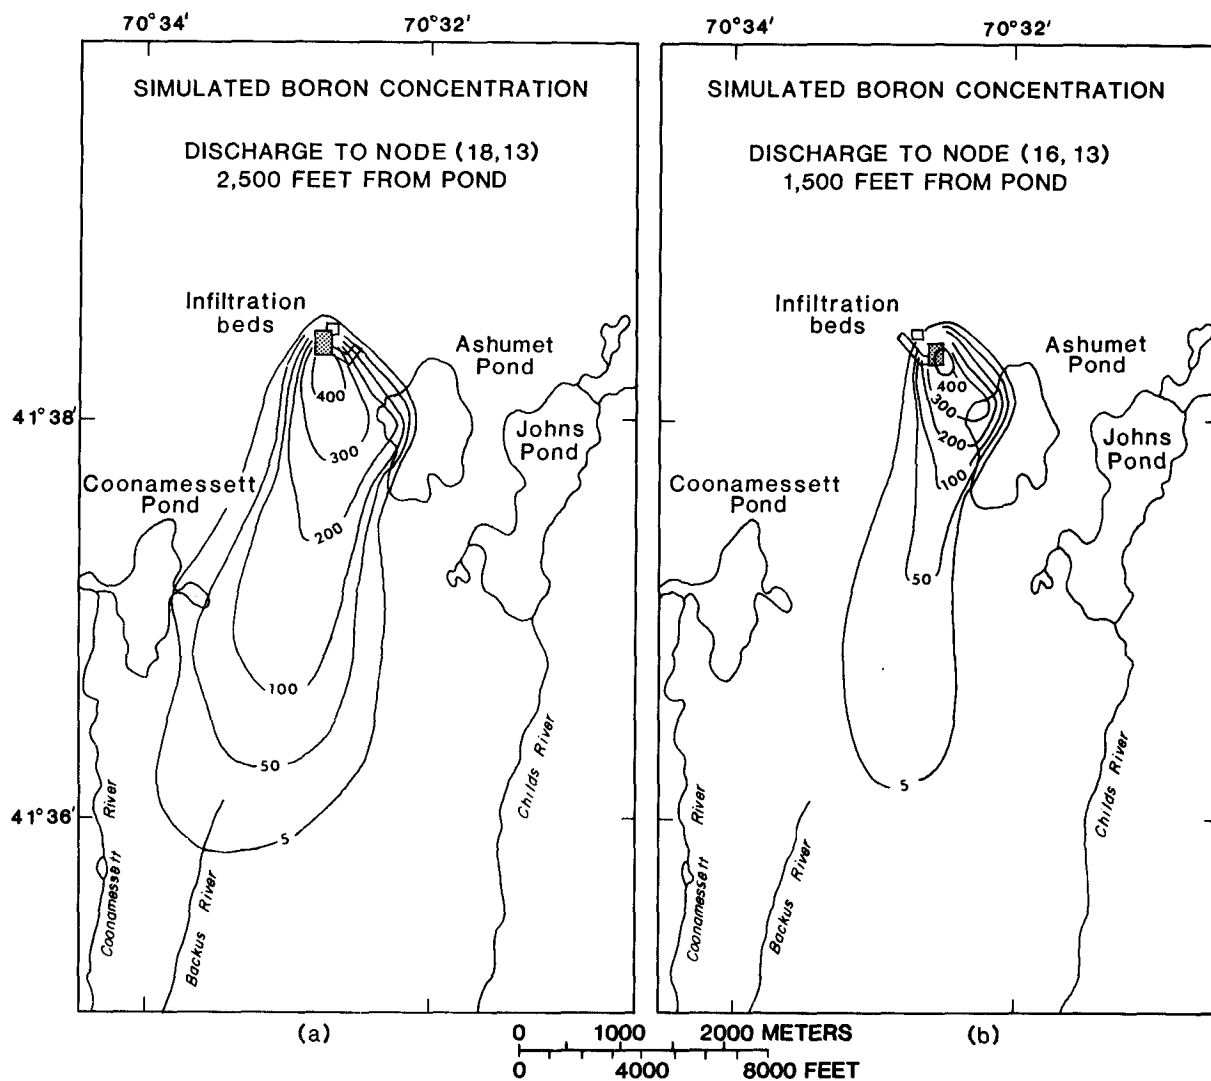 70°34′
70°32′
SIMULATED BORON CONCENTRATION
DISCHARGE TO NODE (18,13)
2,500 FEET FROM POND
Infiltration
beds
Ashumet
Pond
41°38′
Johns
Pond
Coonamessett
Pond
400
300
200
100
50
5
41°36′
Coonamessett River
Backus River
Childs River
(a)
70°34′
70°32′
SIMULATED BORON CONCENTRATION
DISCHARGE TO NODE (16,13)
1,500 FEET FROM POND
Infiltration
beds
Ashumet
Pond
Johns
Pond
Coonamessett
Pond
400
300
200
100
50
5
Coonamessett River
Backus River
Childs River
(b)
0 1000 2000 METERS
0 4000 8000 FEET